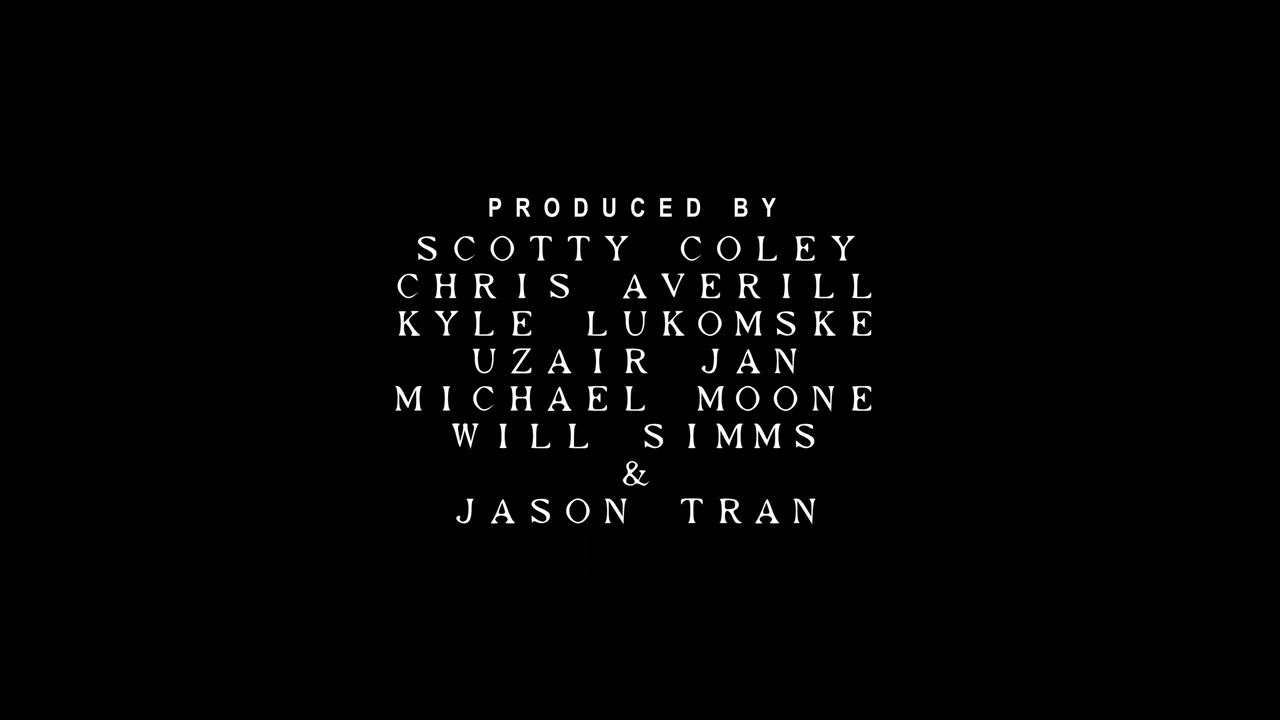 PRODUCED BY
SCOTTY COLEY
CHRIS AVERILL
KYLE LUKOMSKE
UZAIR JAN
MICHAEL MOONE
WILL SIMMS
&
JASON TRAN